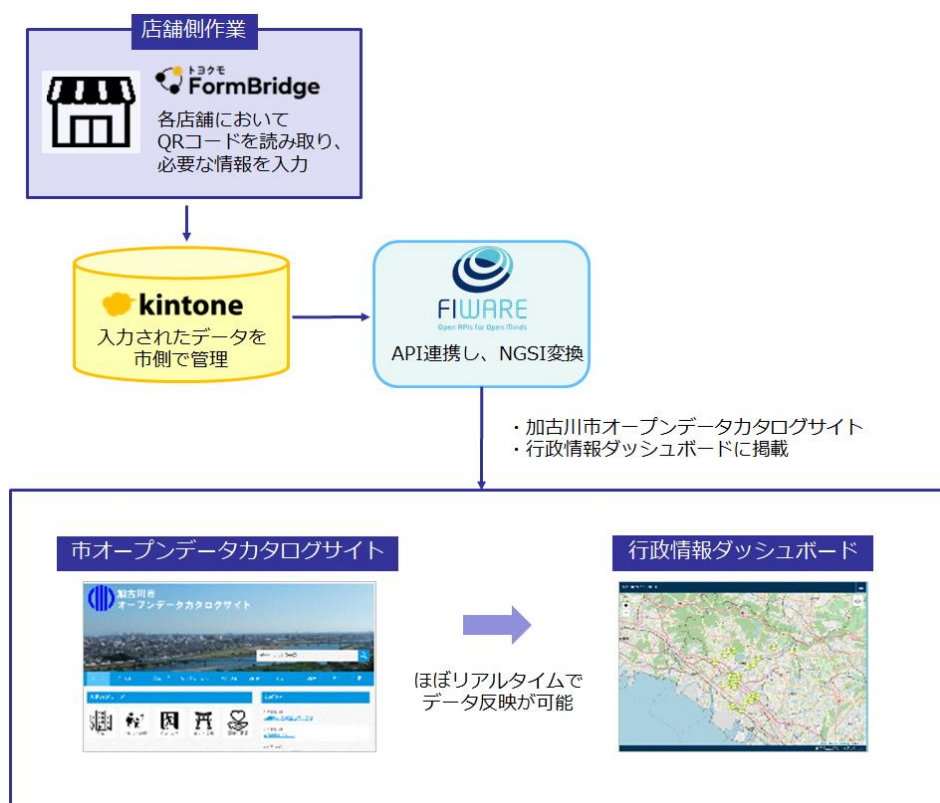 店舗側作業
トヨクモ
FormBridge
各店舗において
QRコードを読み取り、
必要な情報を入力
kintone
入力されたデータを
市側で管理
FIWARE
Open APIs for Open Minds
API連携し、NGSI変換
・加古川市オープンデータカタログサイト
・行政情報ダッシュボードに掲載
市オープンデータカタログサイト
行政情報ダッシュボード
加古川市
オープンデータカタログサイト
ほぼリアルタイムで
データ反映が可能